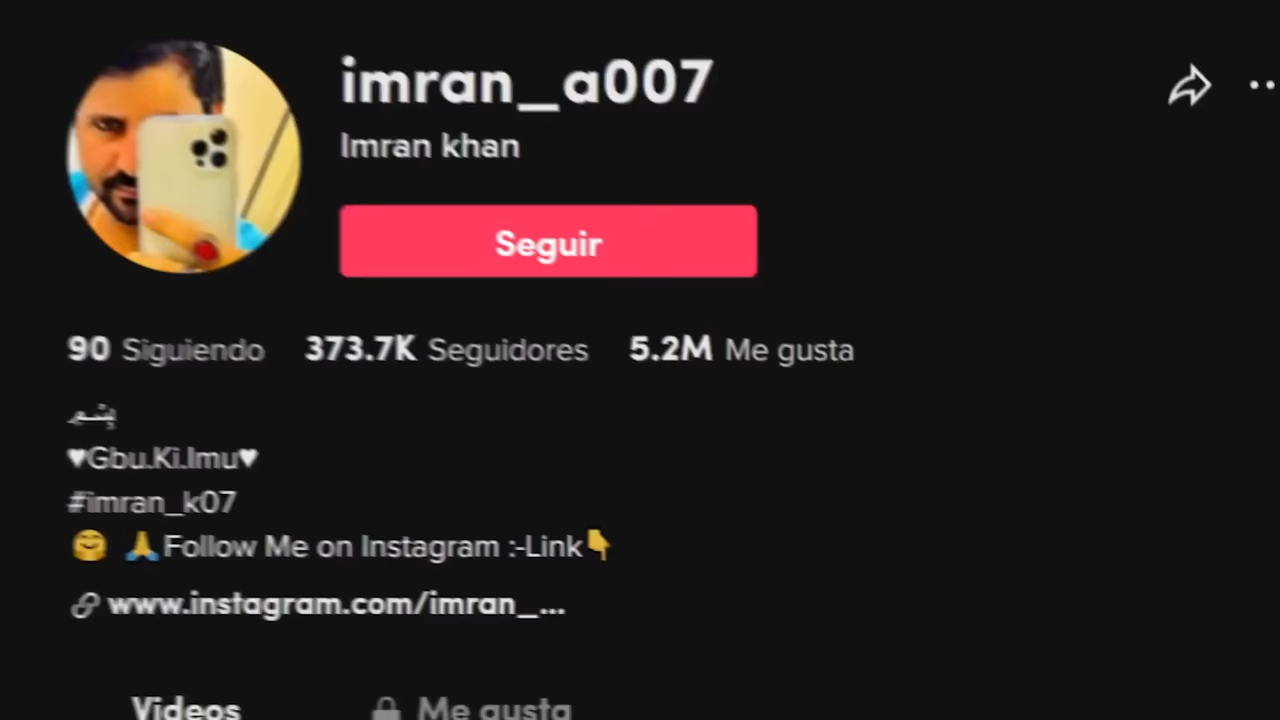 imran_a007
Imran khan
Seguir
90 Siguiendo 373.7K Seguidores 5.2M Me gusta
♥Gbu.Ki.Imu♥
#imran_k07
🤗 🙏Follow Me on Instagram :-Link👇
www.instagram.com/imran_...
Videos Me gusta